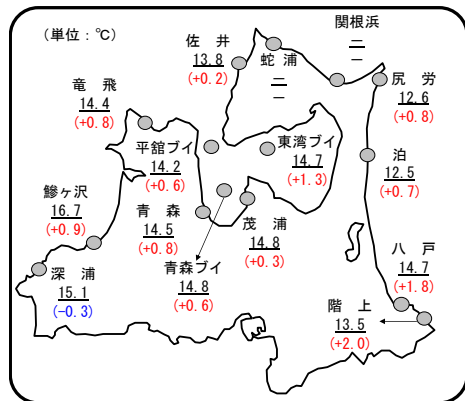 (単位：℃)
関根浜
－
－
佐 井
13.8
(+0.2)
蛇 浦
－
－
竜 飛
14.4
(+0.8)
尻 労
12.6
(+0.8)
平舘ブイ
14.2
(+0.6)
東湾ブイ
14.7
(+1.3)
泊
12.5
(+0.7)
鰺ヶ沢
16.7
(+0.9)
青 森
14.5
(+0.8)
茂 浦
14.8
(+0.3)
青森ブイ
14.8
(+0.6)
深 浦
15.1
(−0.3)
八 戸
14.7
(+1.8)
階 上
13.5
(+2.0)